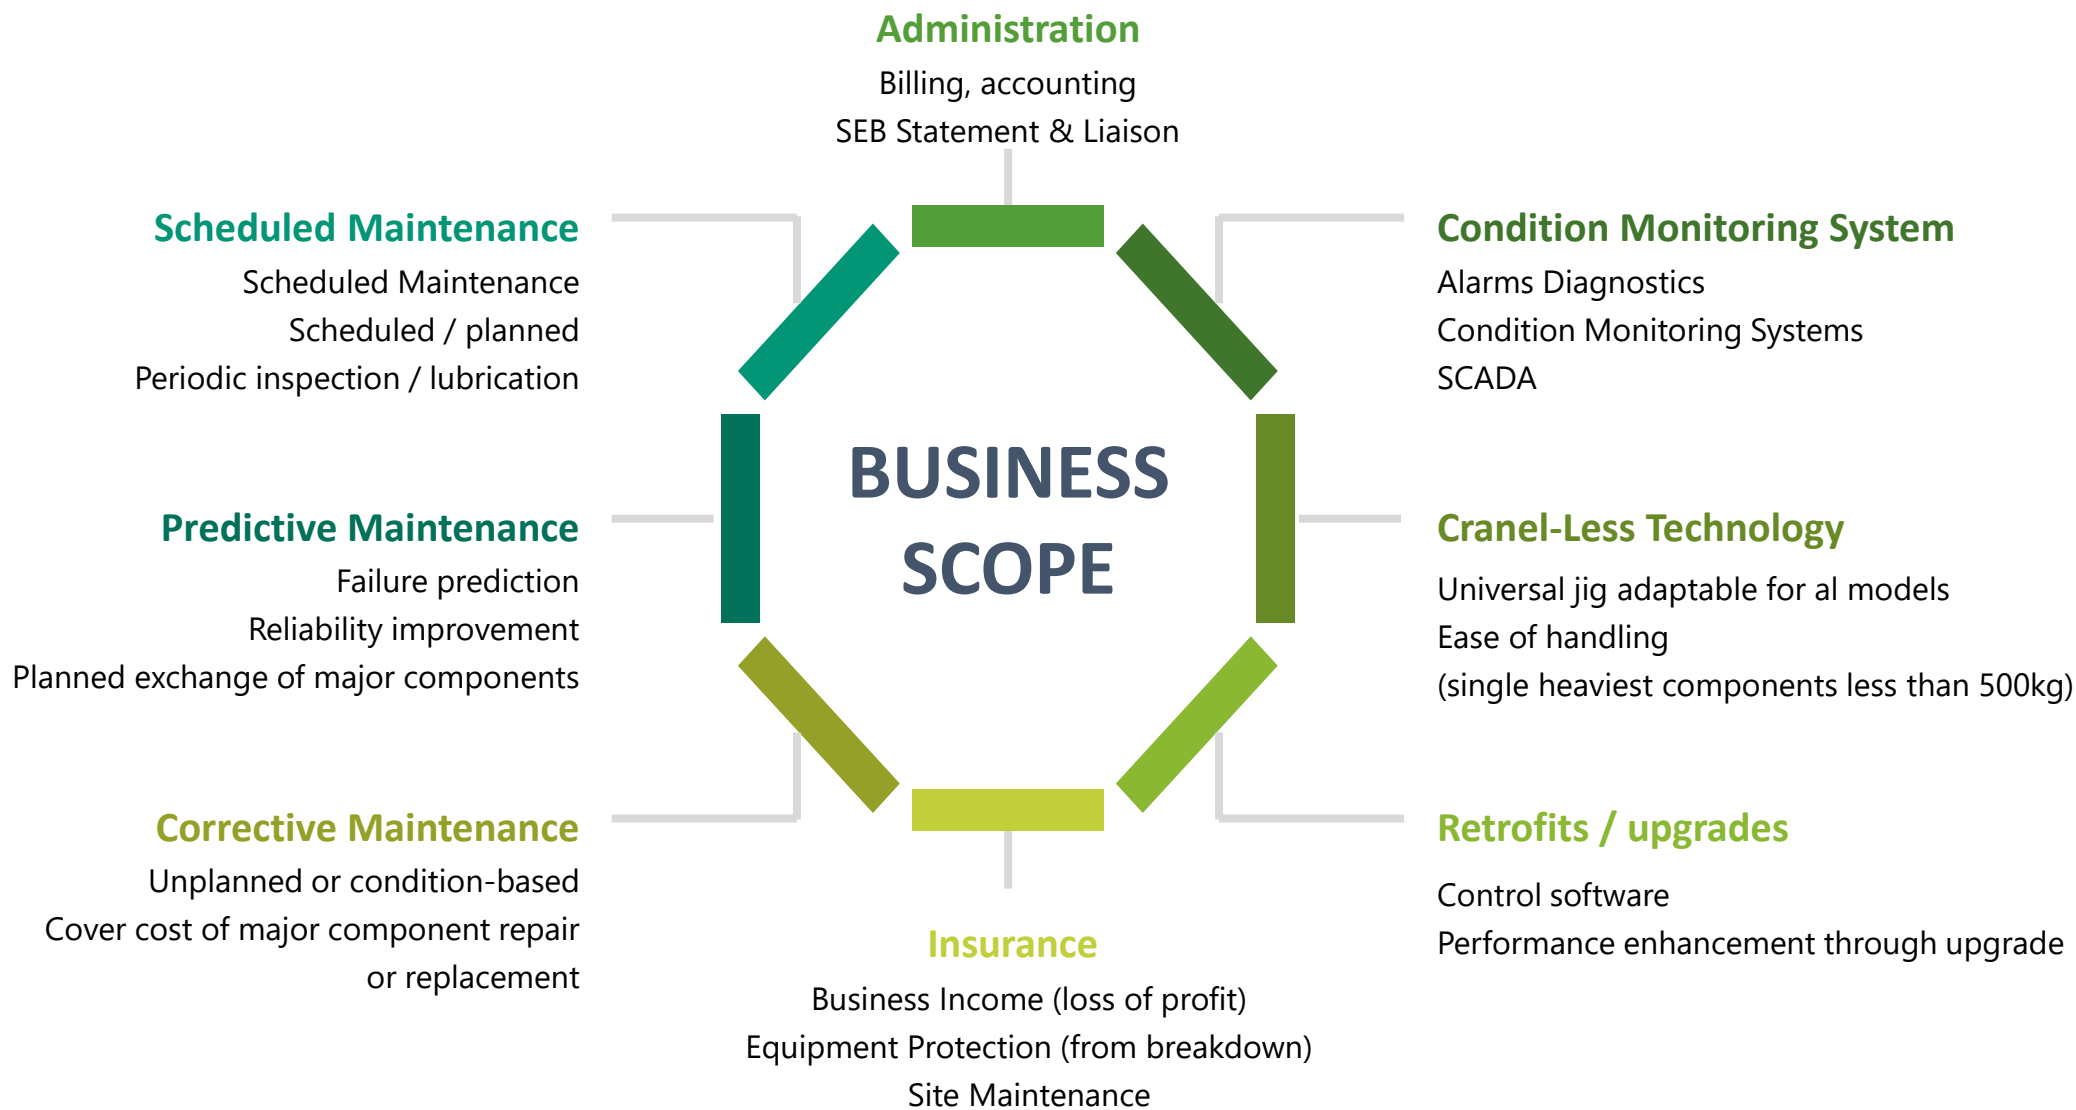 Administration
Billing, accounting
SEB Statement & Liaison
Scheduled Maintenance
Scheduled Maintenance
Scheduled / planned
Periodic inspection / lubrication
Condition Monitoring System
Alarms Diagnostics
Condition Monitoring Systems
SCADA
BUSINESS
SCOPE
Predictive Maintenance
Failure prediction
Reliability improvement
Planned exchange of major components
Cranel-Less Technology
Universal jig adaptable for al models
Ease of handling
(single heaviest components less than 500kg)
Corrective Maintenance
Unplanned or condition-based
Cover cost of major component repair
or replacement
Retrofits / upgrades
Control software
Performance enhancement through upgrade
Insurance
Business Income (loss of profit)
Equipment Protection (from breakdown)
Site Maintenance